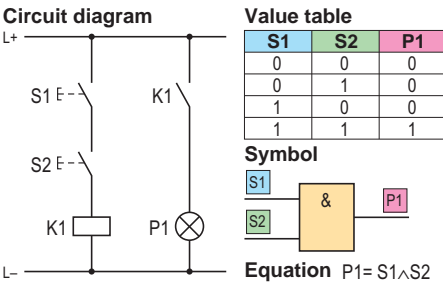 Circuit diagram
L+
S1
K1
S2
K1
P1
L–
Value table
S1 S2 P1
0 0 0
0 1 0
1 0 0
1 1 1
Symbol
S1
&
P1
S2
Equation P1= S1∧S2